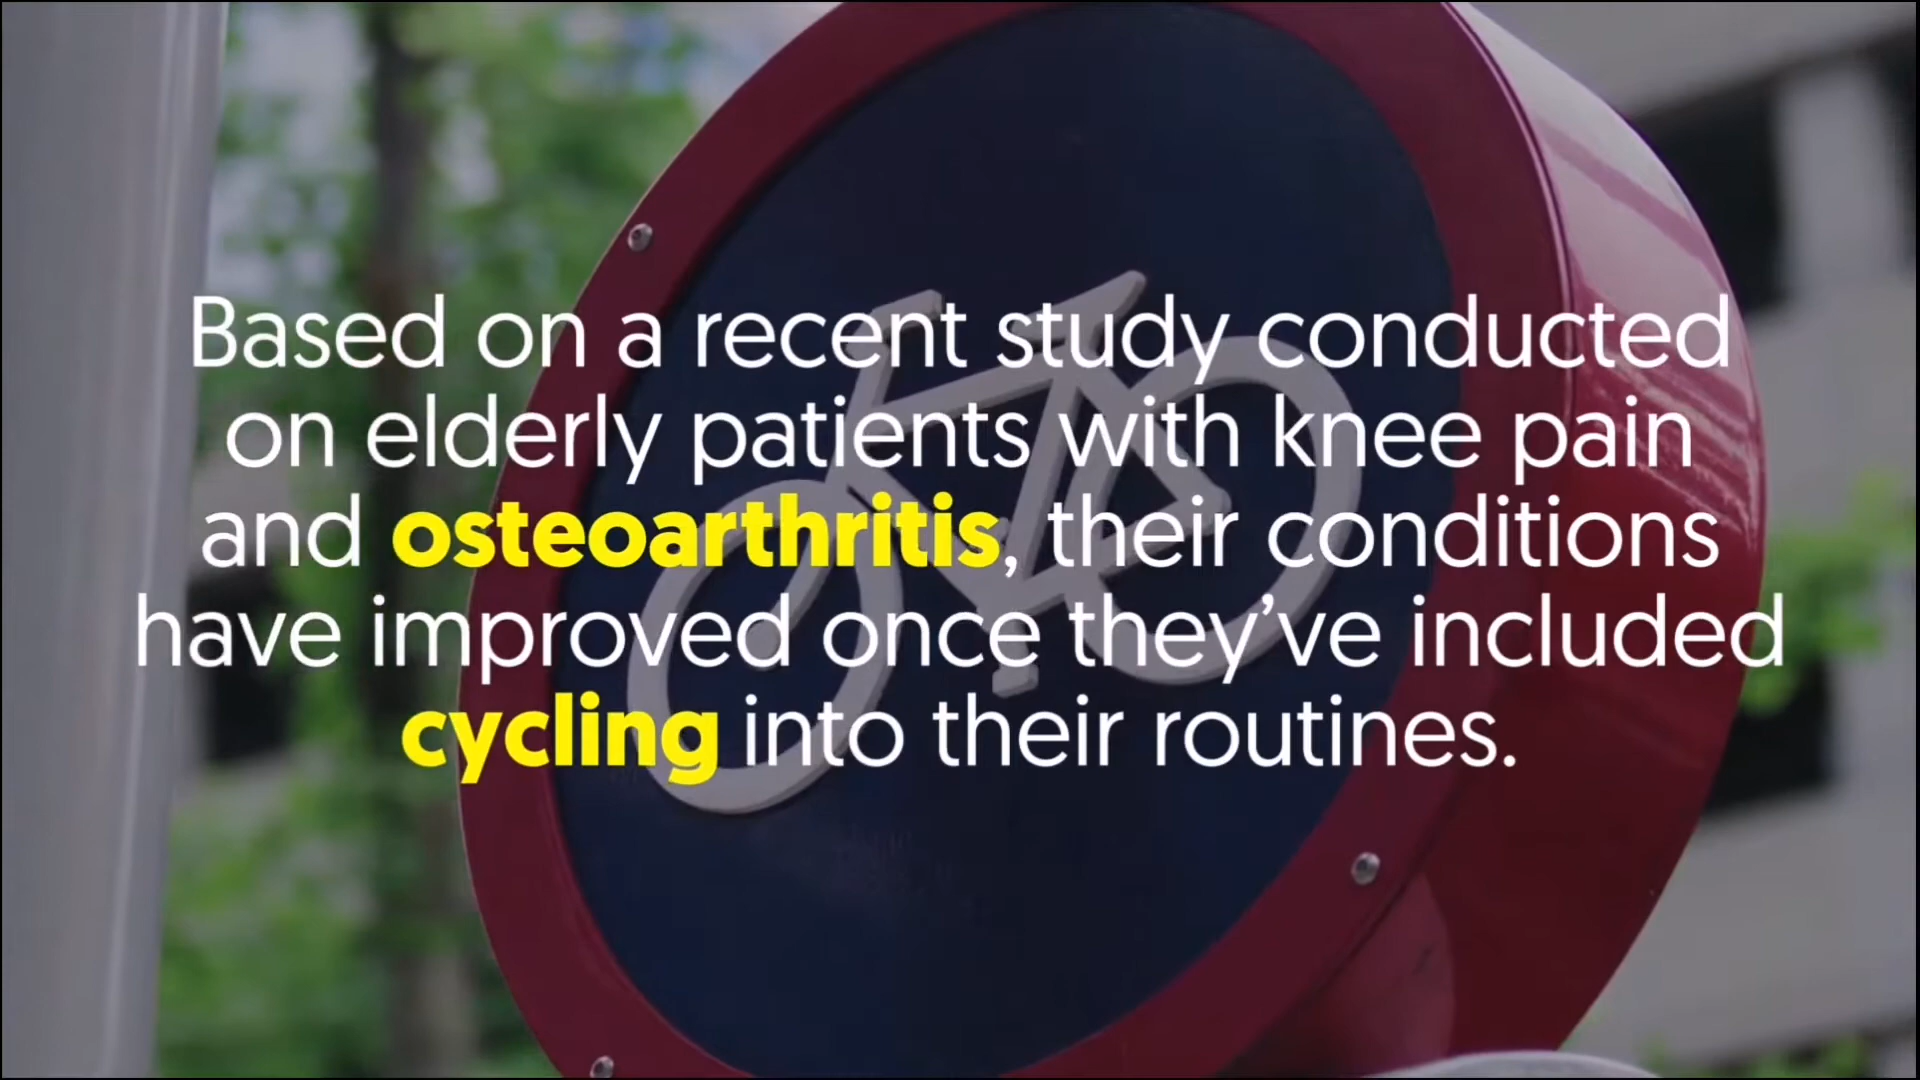 Based on a recent study conducted
on elderly patients with knee pain
and osteoarthritis, their conditions
have improved once they’ve included
cycling into their routines.